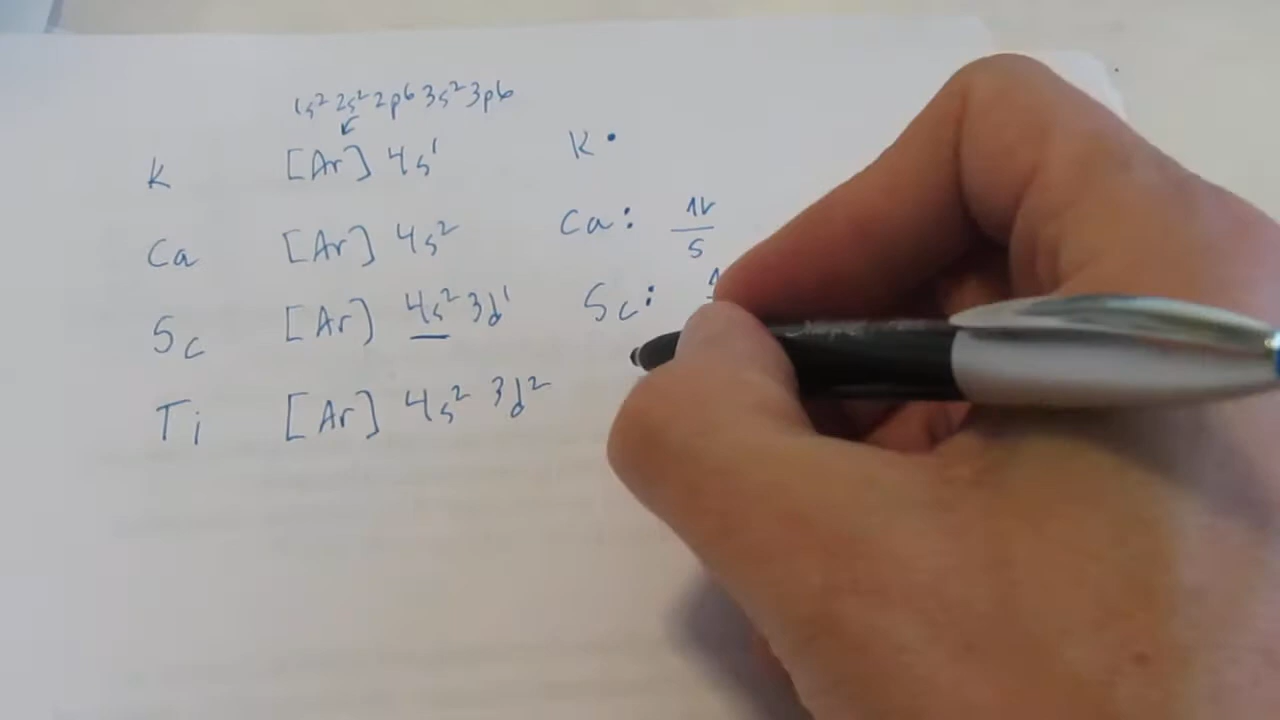 1s² 2s² 2p⁶ 3s² 3p⁶
K [Ar] 4s¹ K •
Ca [Ar] 4s² Ca : 1L s
Sc [Ar] 4s² 3d¹ Sc :
Ti [Ar] 4s² 3d²